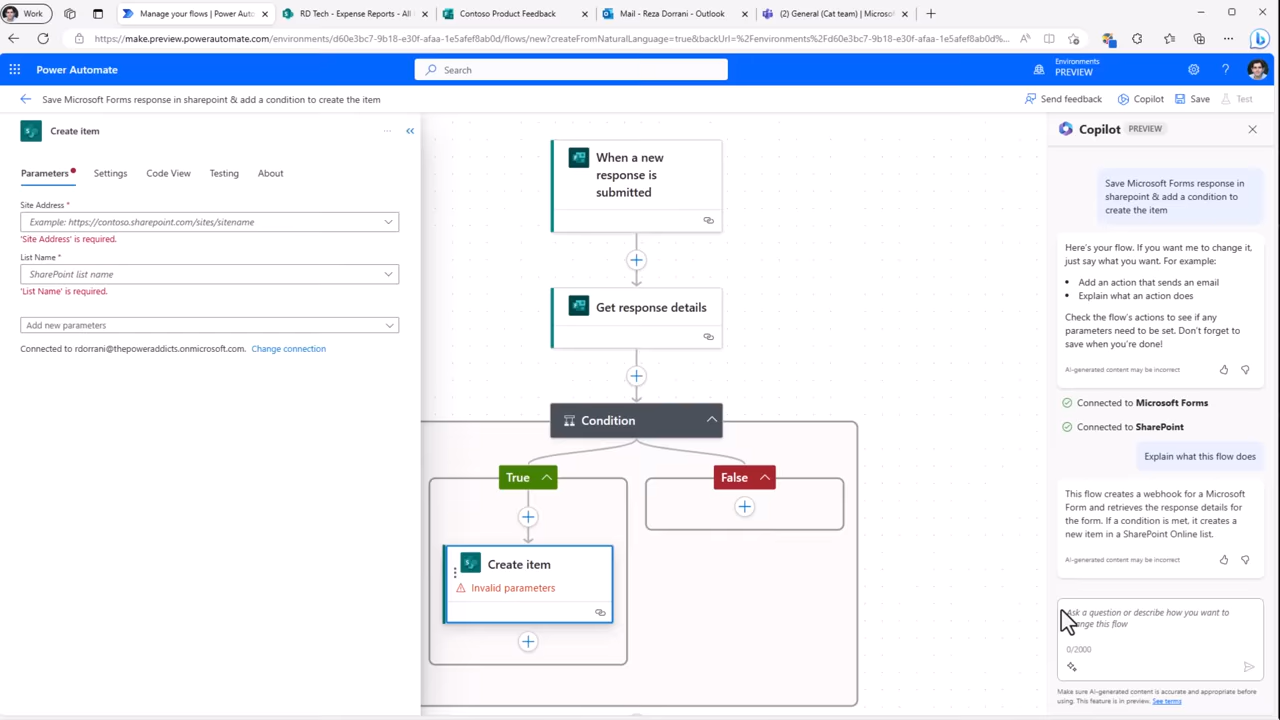 Work
Manage your flows | Power Autom
RD Tech - Expense Reports - All I
Contoso Product Feedback
Mail - Reza Dorrani - Outlook
(2) General (Cat team) | Microsof
https://make.preview.powerautomate.com/environments/d60e3bc7-9b18-e30f-afaa-1e5afef8ab0d/flows/new?createFromNaturalLanguage=true&backUrl=%2Fenvironments%2Fd60e3bc7-9b18-e30f-afaa-1e5afef8ab0d%...
Power Automate
Search
Environments
PREVIEW
Save Microsoft Forms response in sharepoint & add a condition to create the item
Send feedback
Copilot
Save
Test
Create item
Parameters
Settings
Code View
Testing
About
Site Address *
Example: https://contoso.sharepoint.com/sites/sitename
'Site Address' is required.
List Name *
SharePoint list name
'List Name' is required.
Add new parameters
Connected to rdorrani@thepoweraddicts.onmicrosoft.com. Change connection
When a new
response is
submitted
Get response details
Condition
True
False
Create item
Invalid parameters
Copilot PREVIEW
Save Microsoft Forms response in
sharepoint & add a condition to
create the item
Here's your flow. If you want me to change it,
just say what you want. For example:
• Add an action that sends an email
• Explain what an action does
Check the flow's actions to see if any
parameters need to be set. Don't forget to
save when you're done!
AI-generated content may be incorrect
Connected to Microsoft Forms
Connected to SharePoint
Explain what this flow does
This flow creates a webhook for a Microsoft
Form and retrieves the response details for
the form. If a condition is met, it creates a
new item in a SharePoint Online list.
AI-generated content may be incorrect
Ask a question or describe how you want to
change this flow
0/2000
Make sure AI-generated content is accurate and appropriate before
using. This feature is in preview. See terms